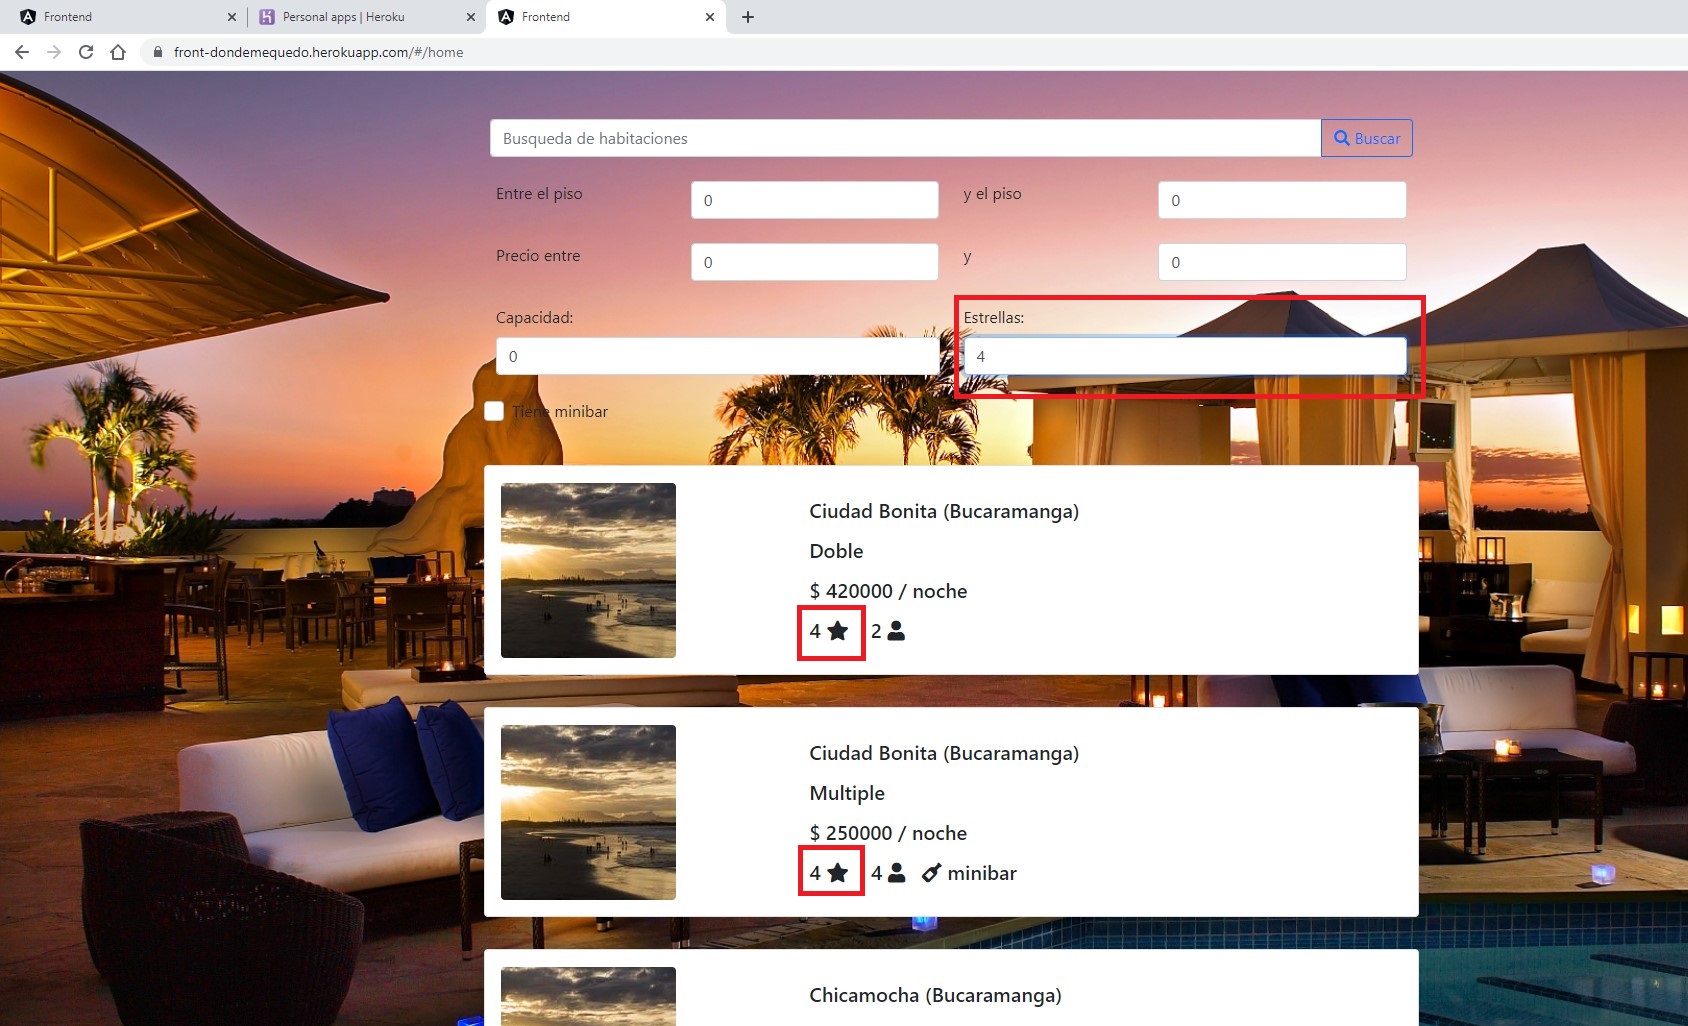 Frontend
Personal apps | Heroku
Frontend
front-dondemequedo.herokuapp.com/#/home
Busqueda de habitaciones
Buscar
Entre el piso
0
y el piso
0
Precio entre
0
y
0
Capacidad:
Estrellas:
0
4
Tiene minibar
Ciudad Bonita (Bucaramanga)
Doble
$ 420000 / noche
4 2
Ciudad Bonita (Bucaramanga)
Multiple
$ 250000 / noche
4 4 minibar
Chicamocha (Bucaramanga)